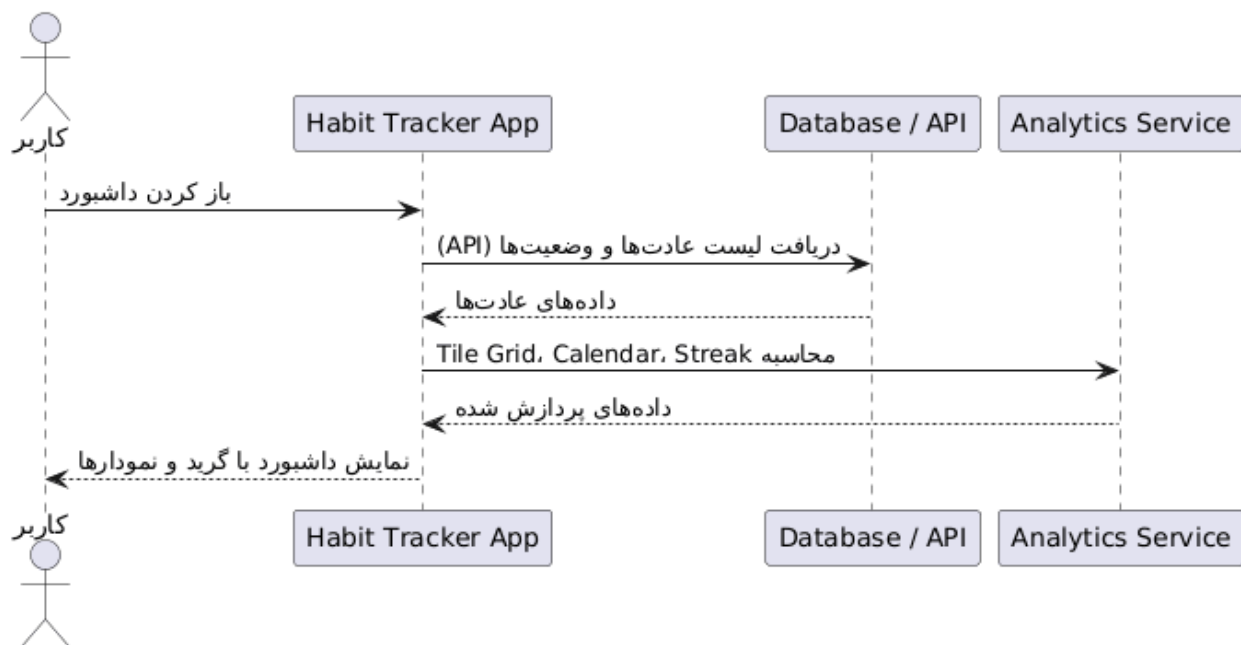 کاربر
Habit Tracker App
Database / API
Analytics Service
باز کردن داشبورد
دریافت لیست عادت‌ها و وضعیت‌ها (API)
داده‌های عادت‌ها
محاسبه Tile Grid، Calendar، Streak
داده‌های پردازش شده
نمایش داشبورد با گرید و نمودارها
کاربر
Habit Tracker App
Database / API
Analytics Service